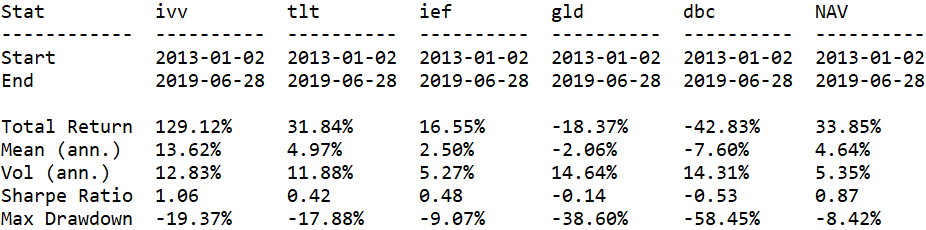 Stat          ivv         tlt         ief         gld         dbc         NAV
------------  ----------  ----------  ----------  ----------  ----------  ----------
Start         2013-01-02  2013-01-02  2013-01-02  2013-01-02  2013-01-02  2013-01-02
End           2019-06-28  2019-06-28  2019-06-28  2019-06-28  2019-06-28  2019-06-28

Total Return  129.12%     31.84%      16.55%      -18.37%     -42.83%     33.85%
Mean (ann.)   13.62%      4.97%       2.50%       -2.06%      -7.60%      4.64%
Vol (ann.)    12.83%      11.88%      5.27%       14.64%      14.31%      5.35%
Sharpe Ratio  1.06        0.42        0.48        -0.14       -0.53       0.87
Max Drawdown  -19.37%     -17.88%     -9.07%      -38.60%     -58.45%     -8.42%